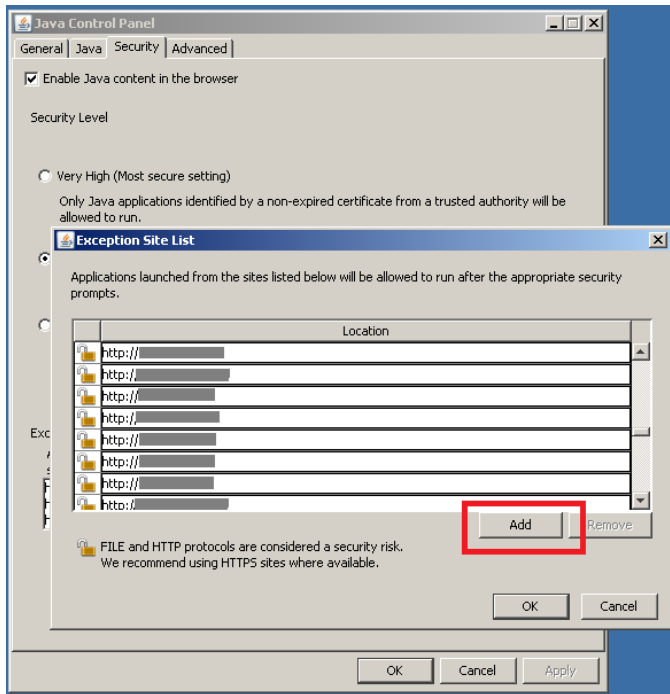 Java Control Panel
General Java Security Advanced
Enable Java content in the browser
Security Level
Very High (Most secure setting)
Only Java applications identified by a non-expired certificate from a trusted authority will be
allowed to run.
Exception Site List
Applications launched from the sites listed below will be allowed to run after the appropriate security
prompts.
Location
http://
http:/
http://
http:/
http://
http://
http://
http:/
Exc
Add Remove
FILE and HTTP protocols are considered a security risk.
We recommend using HTTPS sites where available.
OK Cancel
OK Cancel Apply